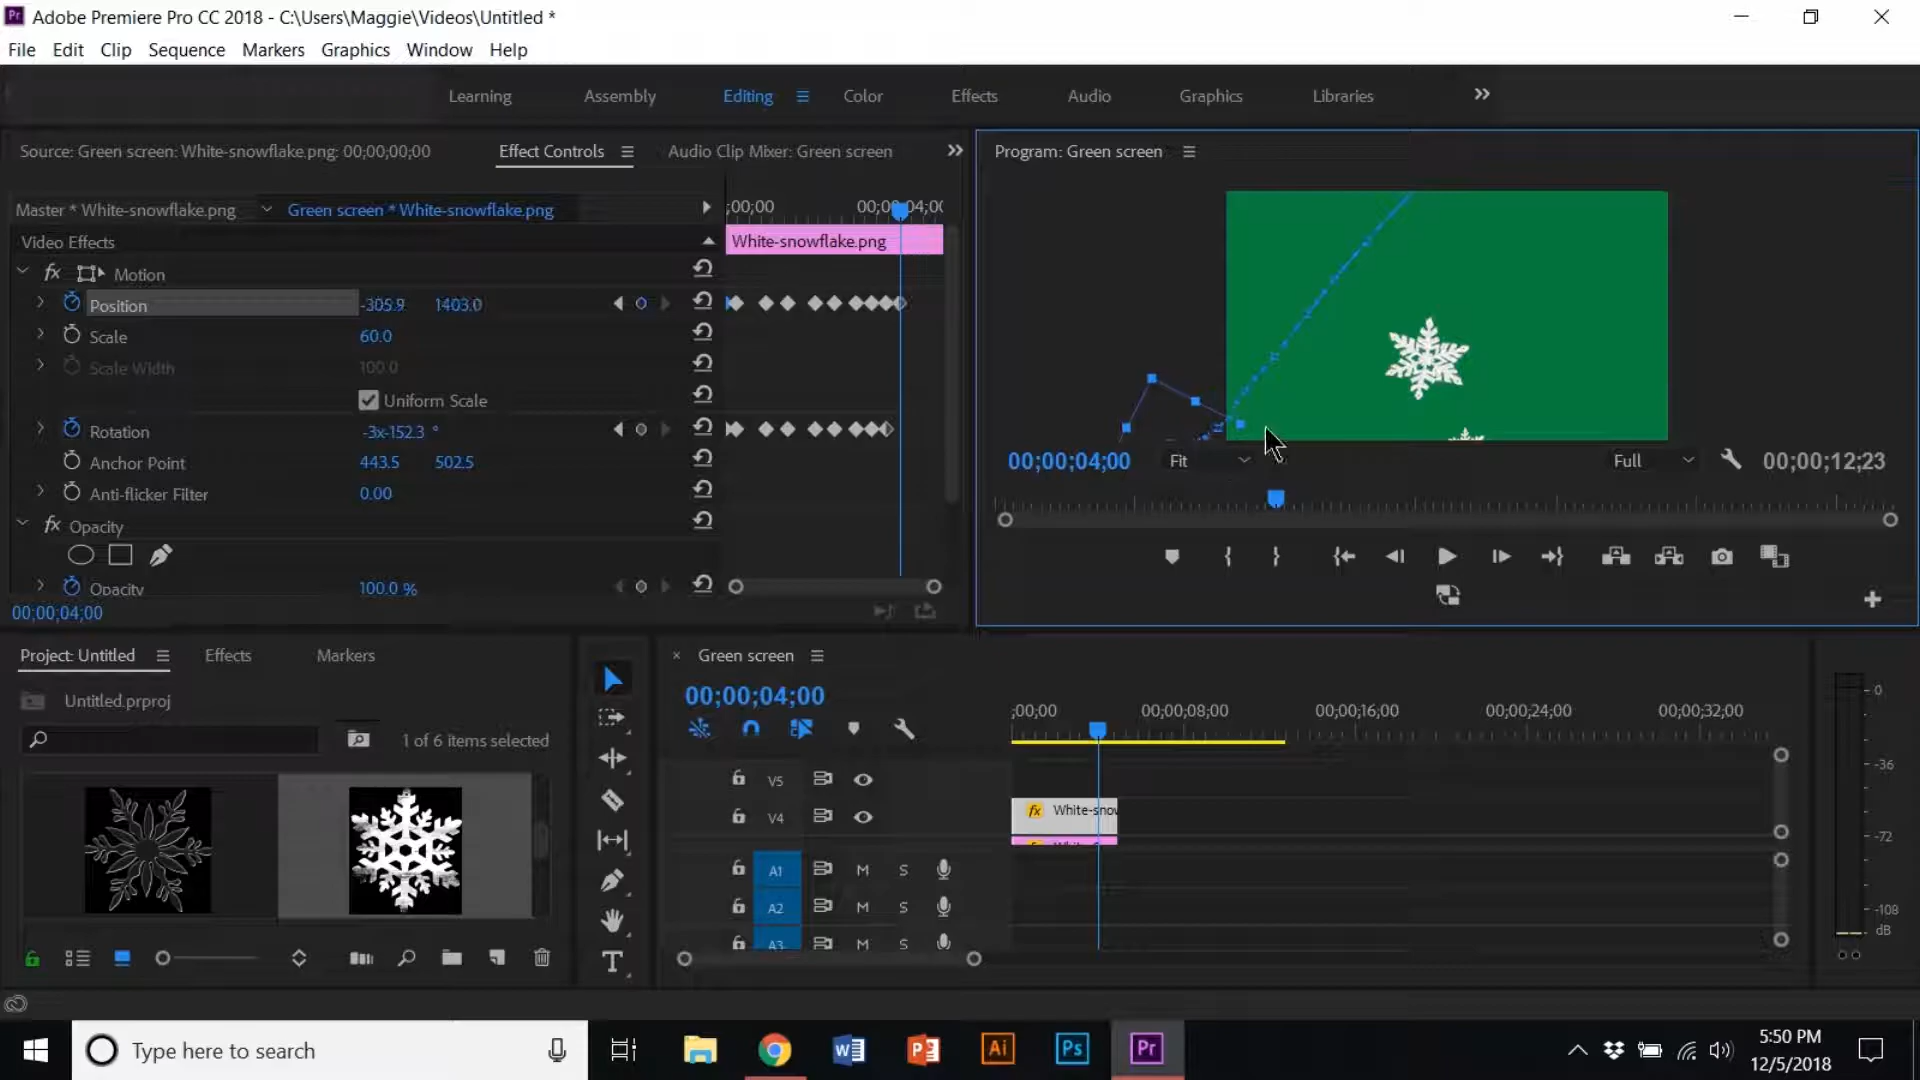 Adobe Premiere Pro CC 2018 - C:\Users\Maggie\Videos\Untitled *
File Edit Clip Sequence Markers Graphics Window Help
Learning Assembly Editing Color Effects Audio Graphics Libraries
Source: Green screen: White-snowflake.png: 00;00;00;00 Effect Controls Audio Clip Mixer: Green screen
Program: Green screen
Master * White-snowflake.png Green screen * White-snowflake.png
;00;00
Video Effects
White-snowflake.png
fx Motion
Position -305.9 1403.0
Scale 60.0
Scale Width 100.0
Uniform Scale
Rotation -3x-152.3 °
Anchor Point 443.5 502.5
Anti-flicker Filter 0.00
fx Opacity
Opacity 100.0 %
00;00;04;00
00;00;04;00 Fit Full 00;00;12;23
Project: Untitled Effects Markers
Untitled.prproj
1 of 6 items selected
× Green screen
00;00;04;00
;00;00 00;00;08;00 00;00;16;00 00;00;24;00 00;00;32;00
V5
V4
fx White-snow
A1 M S
A2 M S
A3 M S
0
-36
-72
-108
dB
T
Type here to search
Ai Ps Pr
5:50 PM
12/5/2018